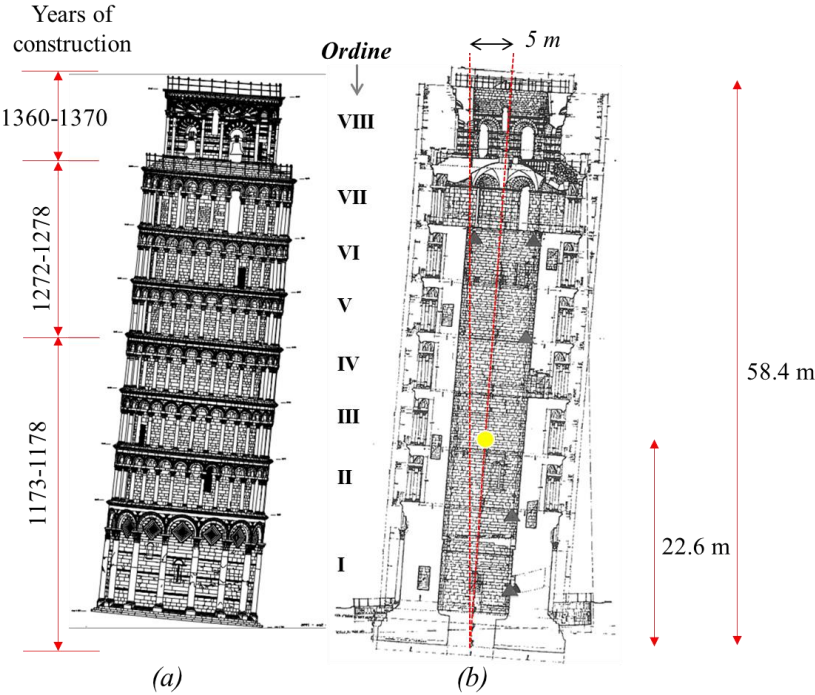 Years of
construction
1360-1370
1272-1278
1173-1178
Ordine
VIII
VII
VI
V
IV
III
II
I
5 m
58.4 m
22.6 m
(a)
(b)